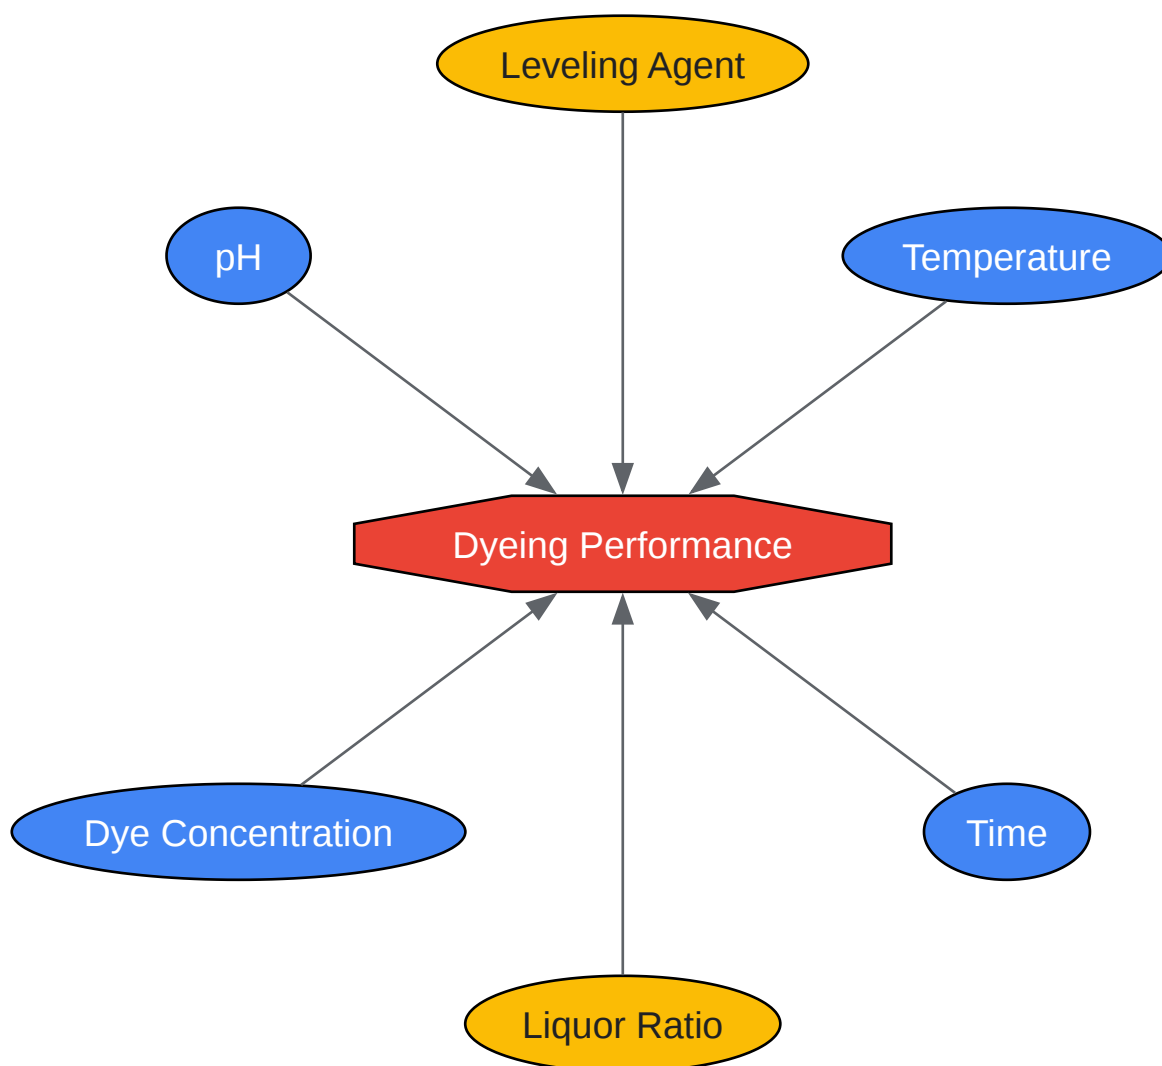 Leveling Agent
pH
Temperature
Dyeing Performance
Dye Concentration
Time
Liquor Ratio